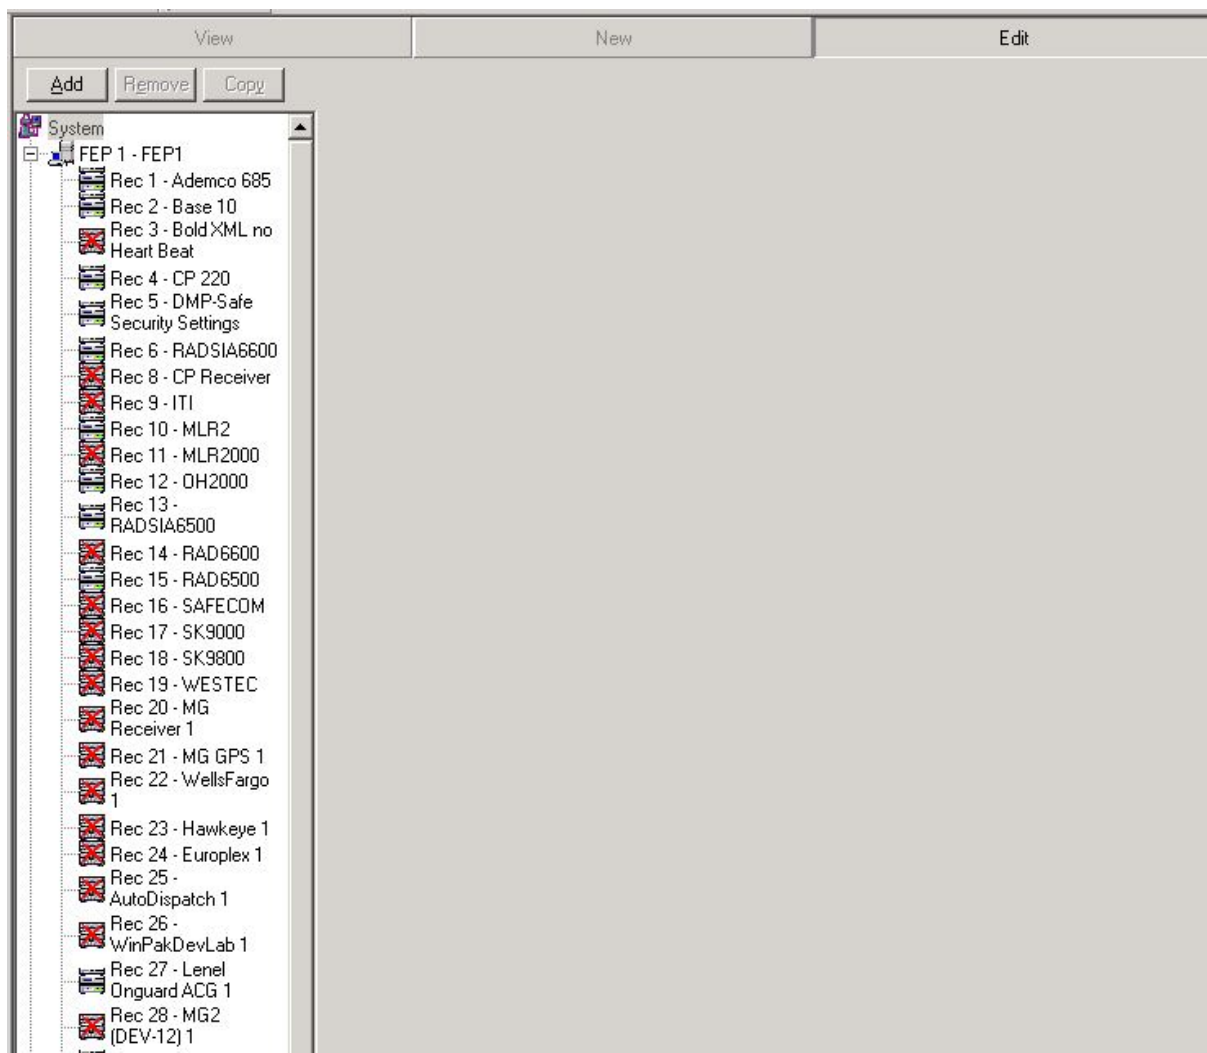 View New Edit
Add Remove Copy
System
FEP 1 - FEP1
Rec 1 - Ademco 685
Rec 2 - Base 10
Rec 3 - Bold XML no
Heart Beat
Rec 4 - CP 220
Rec 5 - DMP-Safe
Security Settings
Rec 6 - RADSIA6600
Rec 8 - CP Receiver
Rec 9 - ITI
Rec 10 - MLR2
Rec 11 - MLR2000
Rec 12 - OH2000
Rec 13 -
RADSIA6500
Rec 14 - RAD6600
Rec 15 - RAD6500
Rec 16 - SAFECOM
Rec 17 - SK9000
Rec 18 - SK9800
Rec 19 - WESTEC
Rec 20 - MG
Receiver 1
Rec 21 - MG GPS 1
Rec 22 - WellsFargo
1
Rec 23 - Hawkeye 1
Rec 24 - Europlex 1
Rec 25 -
AutoDispatch 1
Rec 26 -
WinPakDevLab 1
Rec 27 - Lenel
Onguard ACG 1
Rec 28 - MG2
(DEV-12) 1